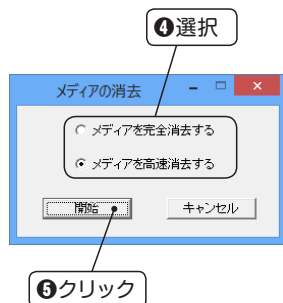 ❹選択
メディアの消去
メディアを完全消去する
メディアを高速消去する
開始
キャンセル
❺クリック